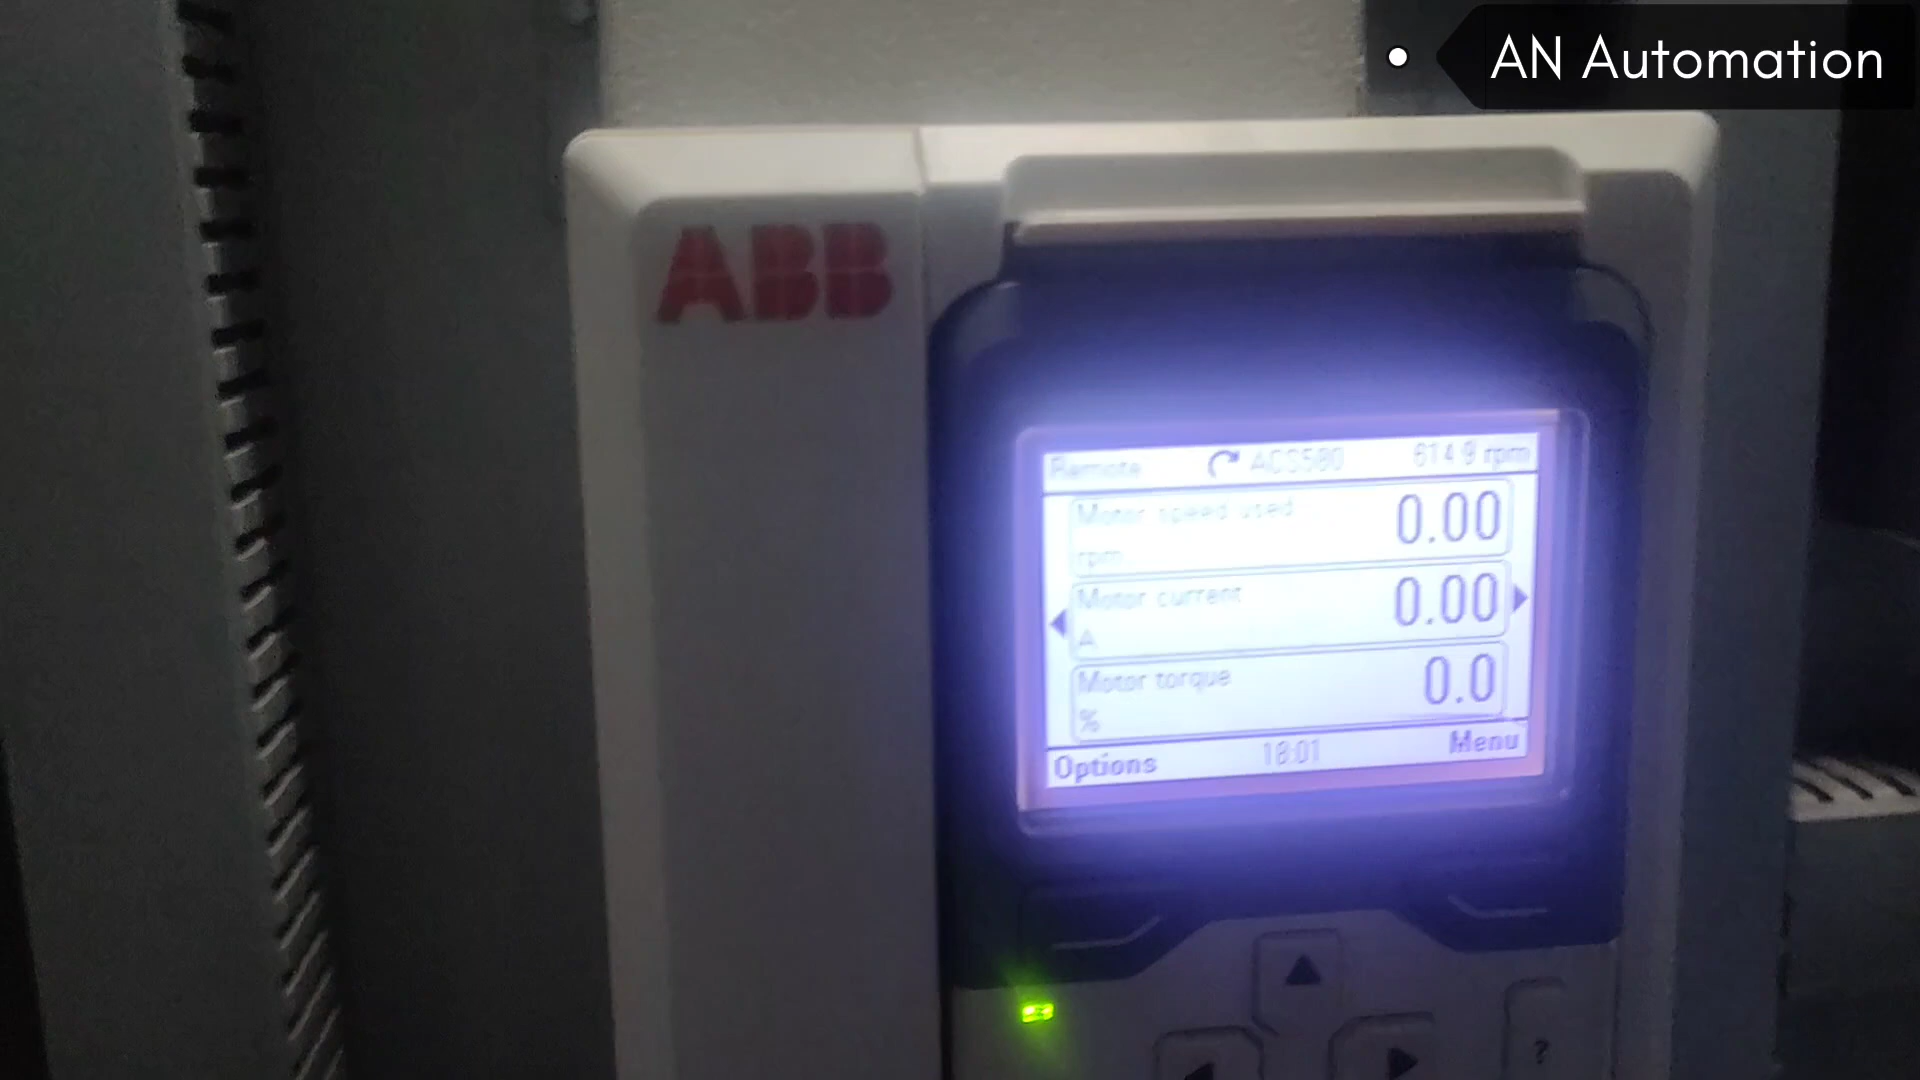 AN Automation
ABB
Remote ACS580 614.9 rpm
Motor speed used 0.00
rpm
Motor current 0.00
A
Motor torque 0.0
%
Options 18:01 Menu
?